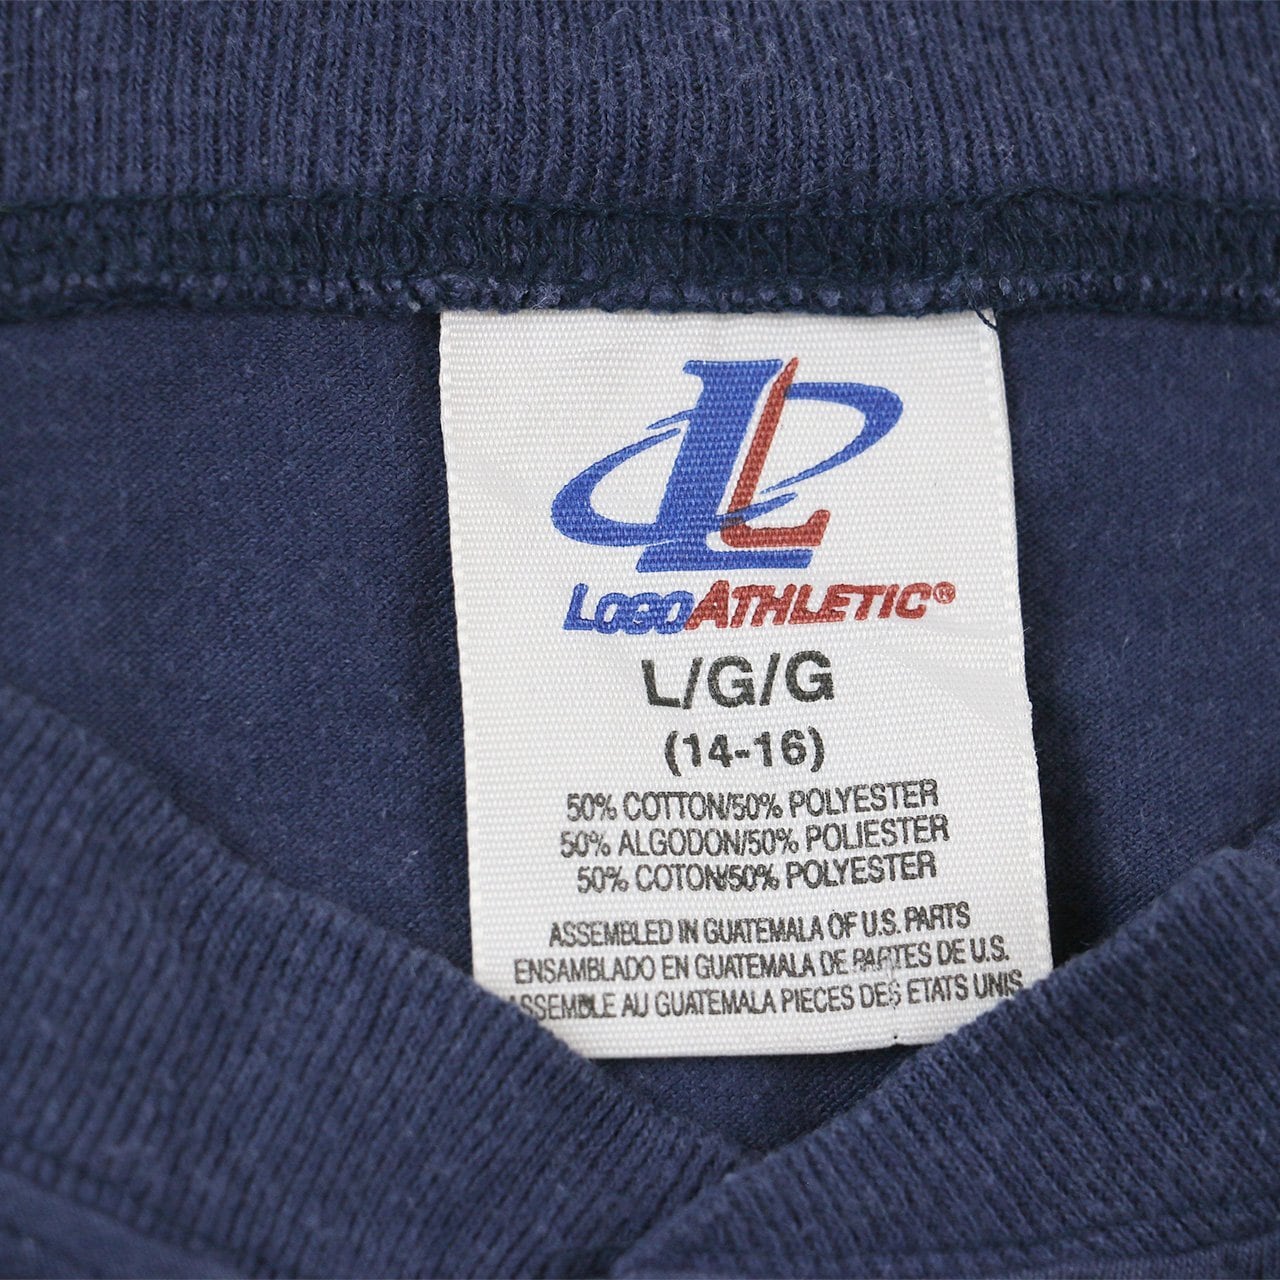 LOGOATHLETIC®
L/G/G
(14-16)
50% COTTON/50% POLYESTER
50% ALGODON/50% POLIESTER
50% COTON/50% POLYESTER
ASSEMBLED IN GUATEMALA OF U.S. PARTS
ENSAMBLADO EN GUATEMALA DE PARTES DE U.S.
ASSEMBLE AU GUATEMALA PIECES DES ETATS UNIS